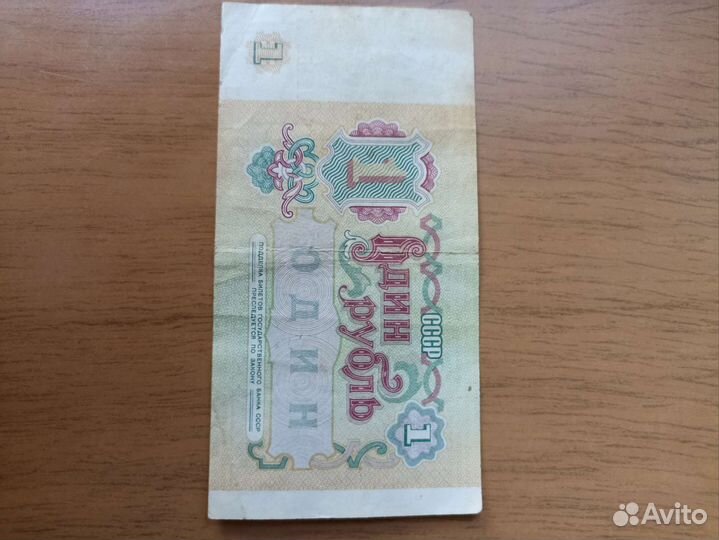 СССР
1
Один
рубль
1
1
ОДИН
ПОДДЕЛКА БИЛЕТОВ ГОСУДАРСТВЕННОГО БАНКА СССР
ПРЕСЛЕДУЕТСЯ ПО ЗАКОНУ
Avito